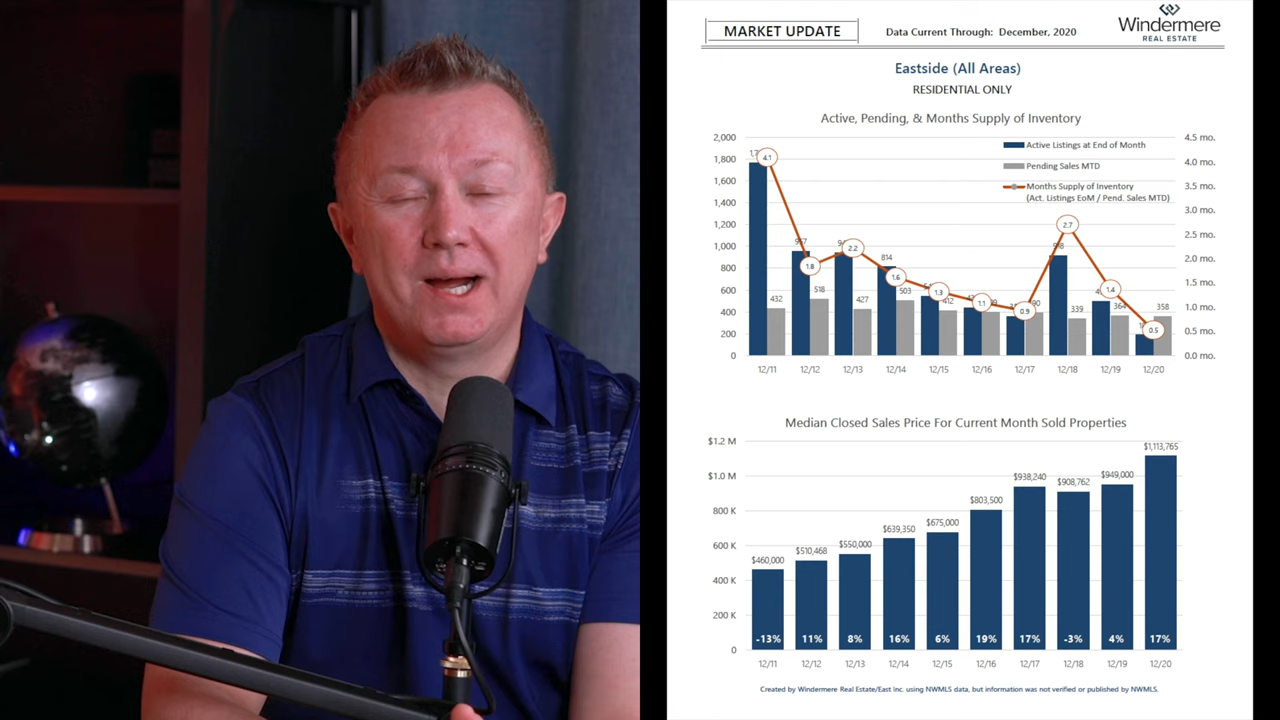 MARKET UPDATE
Data Current Through: December, 2020
Windermere
REAL ESTATE
Eastside (All Areas)
RESIDENTIAL ONLY
Active, Pending, & Months Supply of Inventory
2,000
1,800
1,600
1,400
1,200
1,000
800
600
400
200
0
4.5 mo.
4.0 mo.
3.5 mo.
3.0 mo.
2.5 mo.
2.0 mo.
1.5 mo.
1.0 mo.
0.5 mo.
0.0 mo.
Active Listings at End of Month
Pending Sales MTD
Months Supply of Inventory
(Act. Listings EoM / Pend. Sales MTD)
4.1
1.8
2.2
1.6
1.3
1.1
0.9
2.7
1.4
0.5
814
432
518
427
503
339
364
358
12/11
12/12
12/13
12/14
12/15
12/16
12/17
12/18
12/19
12/20
Median Closed Sales Price For Current Month Sold Properties
$1.2 M
$1.0 M
$800 K
$600 K
$400 K
200 K
0
$460,000
$510,468
$550,000
$639,350
$675,000
$803,500
$938,240
$908,762
$949,000
$1,113,765
-13%
11%
8%
16%
6%
19%
17%
-3%
4%
17%
12/11
12/12
12/13
12/14
12/15
12/16
12/17
12/18
12/19
12/20
Created by Windermere Real Estate/East Inc. using NWMLS data, but information was not verified or published by NWMLS.